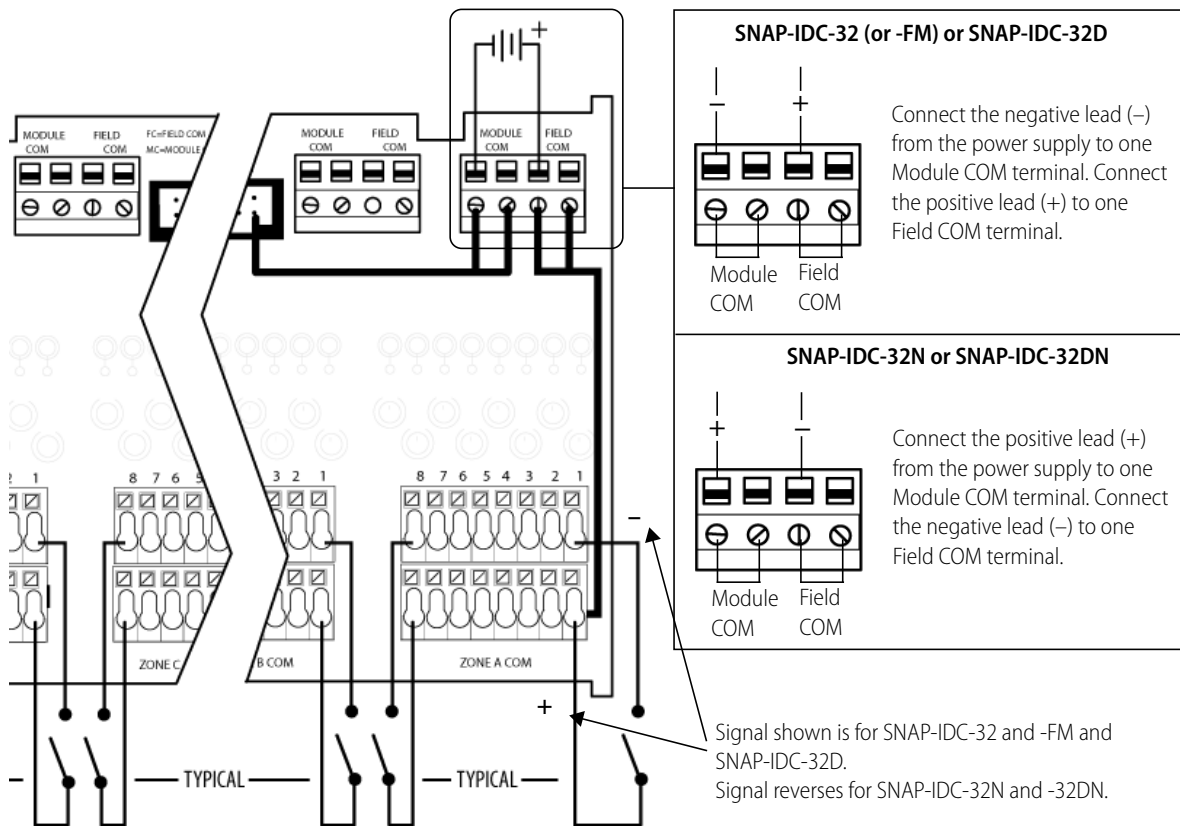 +
MODULE COM
FIELD COM
FC=FIELD COM
MC=MODULE
MODULE COM
FIELD COM
MODULE COM
FIELD COM
1
8 7 6 5
3 2 1
8 7 6 5 4 3 2 1
−
ZONE C
B COM
ZONE A COM
+
TYPICAL
TYPICAL
SNAP-IDC-32 (or -FM) or SNAP-IDC-32D
− +
Connect the negative lead (–)
from the power supply to one
Module COM terminal. Connect
the positive lead (+) to one
Field COM terminal.
Module COM
Field COM
SNAP-IDC-32N or SNAP-IDC-32DN
+ −
Connect the positive lead (+)
from the power supply to one
Module COM terminal. Connect
the negative lead (–) to one
Field COM terminal.
Module COM
Field COM
Signal shown is for SNAP-IDC-32 and -FM and
SNAP-IDC-32D.
Signal reverses for SNAP-IDC-32N and -32DN.